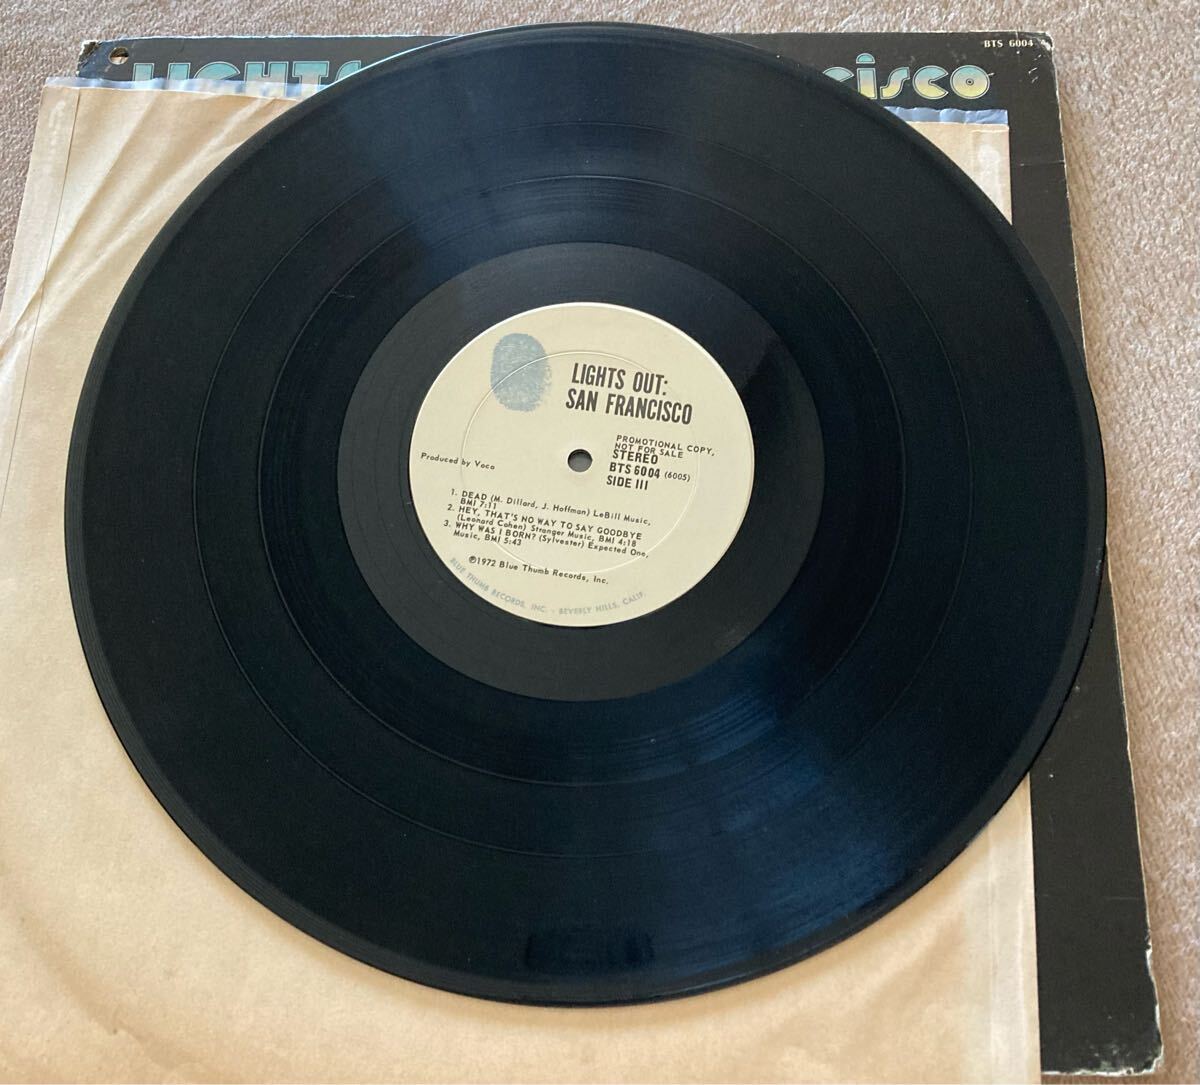 BTS 6004
LIGHTS cisco
LIGHTS OUT:
SAN FRANCISCO
PROMOTIONAL COPY,
NOT FOR SALE
Produced by Voco
STEREO
BTS 6004 (6005)
SIDE III
1. DEAD (M. Dillard, J. Hoffman) LeBill Music,
BMI 7:11
2. HEY, THAT'S NO WAY TO SAY GOODBYE
(Leonard Cohen) Stranger Music, BMI 4:18
3. WHY WAS I BORN? (Sylvester) Expected One,
Music, BMI 5:43
℗1972 Blue Thumb Records, Inc.
BLUE THUMB RECORDS, INC. - BEVERLY HILLS, CALIF.